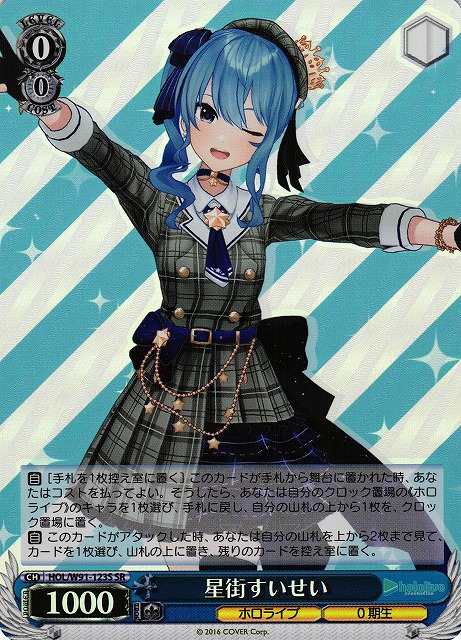 LEVEL
0
0
COST
自 [手札を1枚控え室に置く] このカードが手札から舞台に置かれた時、あな
たはコストを払ってよい。そうしたら、あなたは自分のクロック置場の《ホロ
ライブ》のキャラを1枚選び、手札に戻し、自分の山札の上から1枚を、クロ
ック置場に置く。
自 このカードがアタックした時、あなたは自分の山札を上から2枚まで見て、
カードを1枚選び、山札の上に置き、残りのカードを控え室に置く。
CH HOL/W91-123S SR
POWER
1000
星街すいせい
hololive
ホロライブ
0期生
© 2016 COVER Corp.